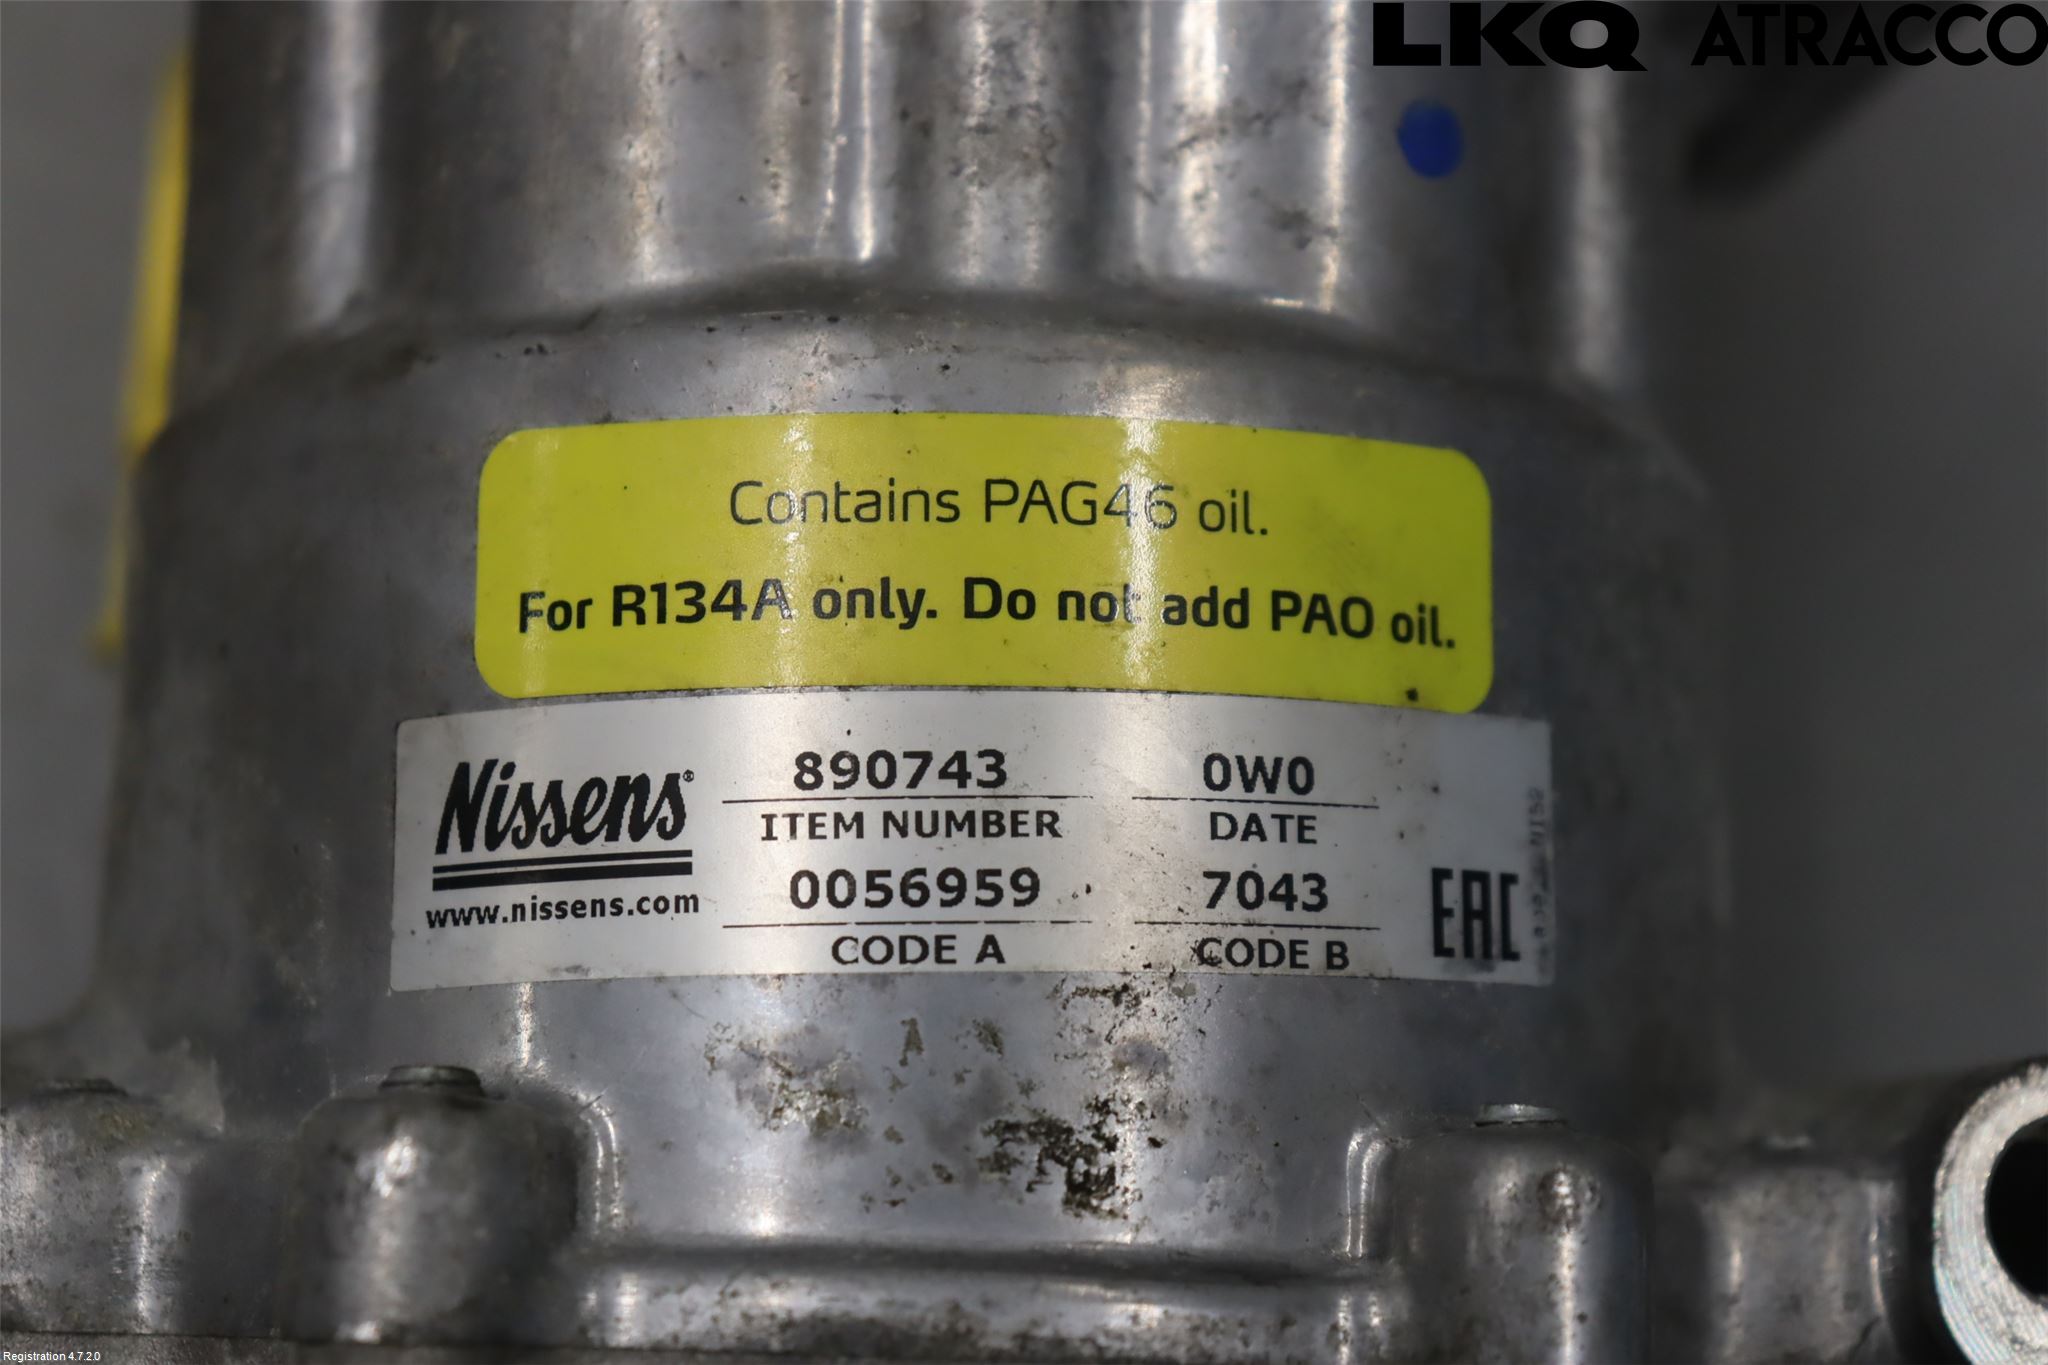 LKQ ATRACCO
Contains PAG46 oil.
For R134A only. Do not add PAO oil.
Nissens®
www.nissens.com
890743
ITEM NUMBER
0056959
CODE A
0W0
DATE
7043
CODE B
EAC
Registration 4.7.2.0